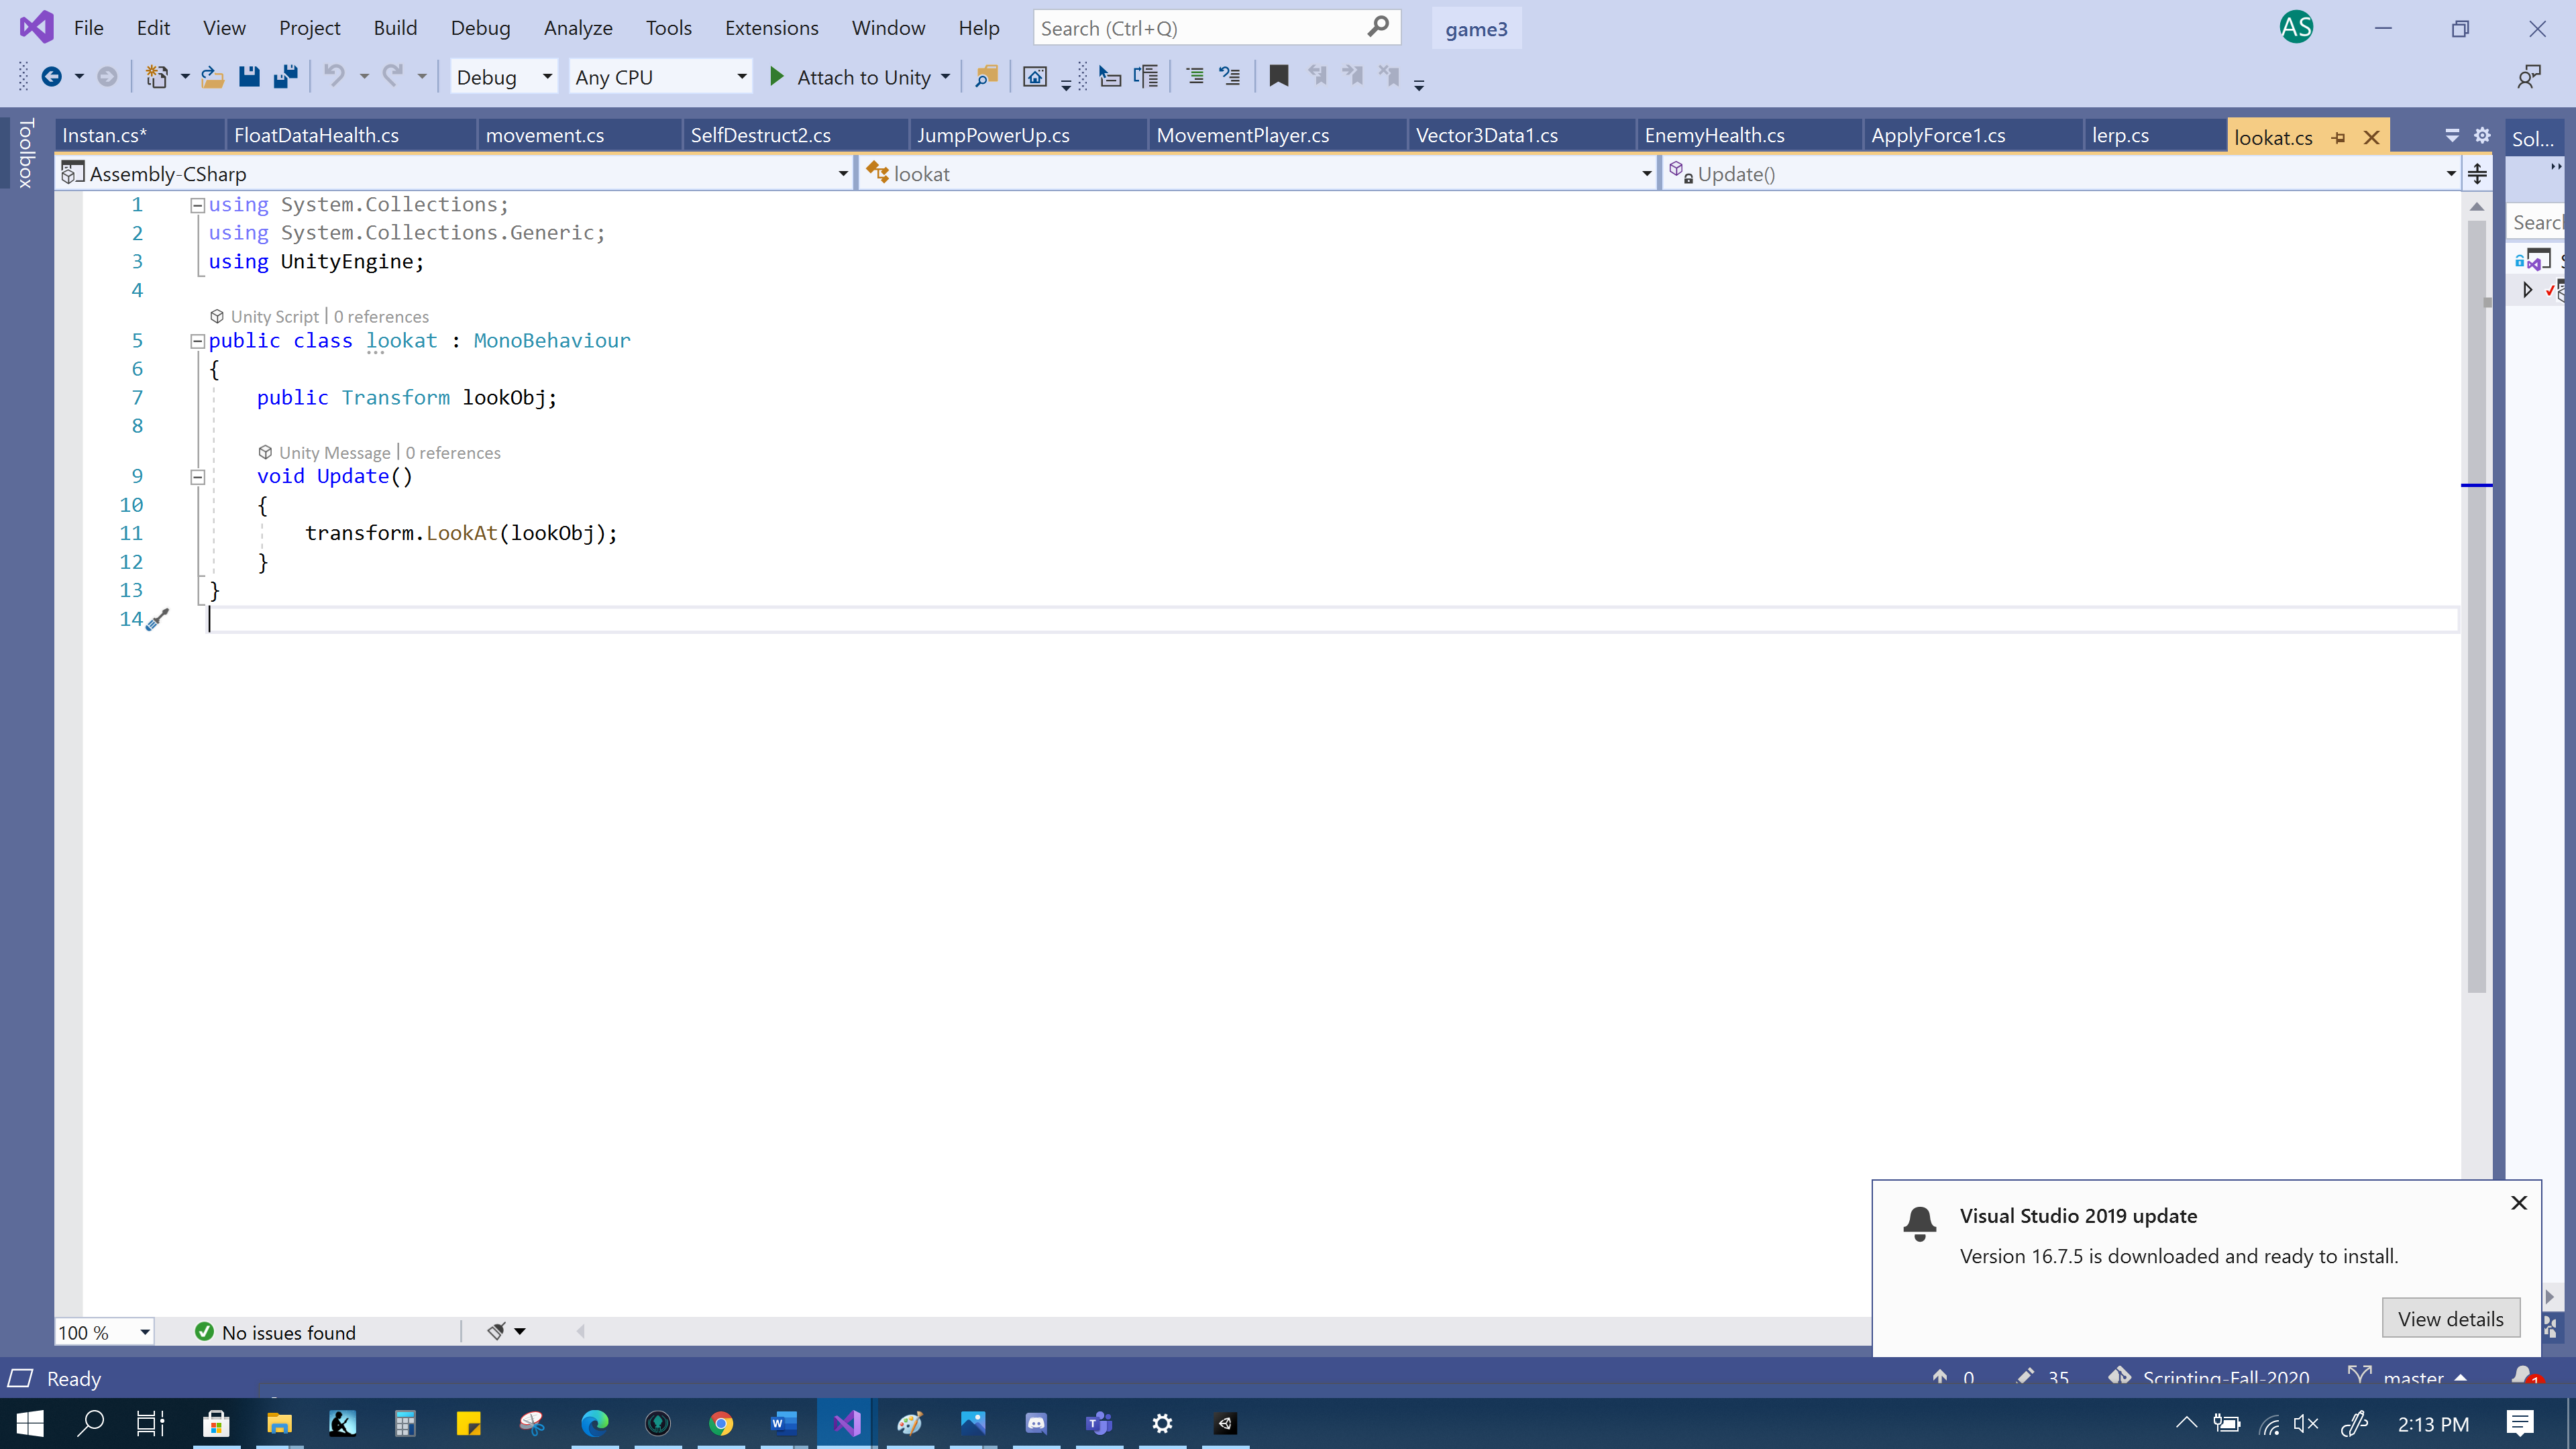 File Edit View Project Build Debug Analyze Tools Extensions Window Help Search (Ctrl+Q) game3 AS
Debug Any CPU Attach to Unity
Toolbox
Instan.cs* FloatDataHealth.cs movement.cs SelfDestruct2.cs JumpPowerUp.cs MovementPlayer.cs Vector3Data1.cs EnemyHealth.cs ApplyForce1.cs lerp.cs lookat.cs Sol...
Assembly-CSharp lookat Update()
1 using System.Collections;
2 using System.Collections.Generic;
3 using UnityEngine;
4
Unity Script | 0 references
5 public class lookat : MonoBehaviour
6 {
7 public Transform lookObj;
8
Unity Message | 0 references
9 void Update()
10 {
11 transform.LookAt(lookObj);
12 }
13 }
14
Visual Studio 2019 update
Version 16.7.5 is downloaded and ready to install.
View details
100 % No issues found
Ready 0 35 Scripting-Fall-2020 master 1
2:13 PM